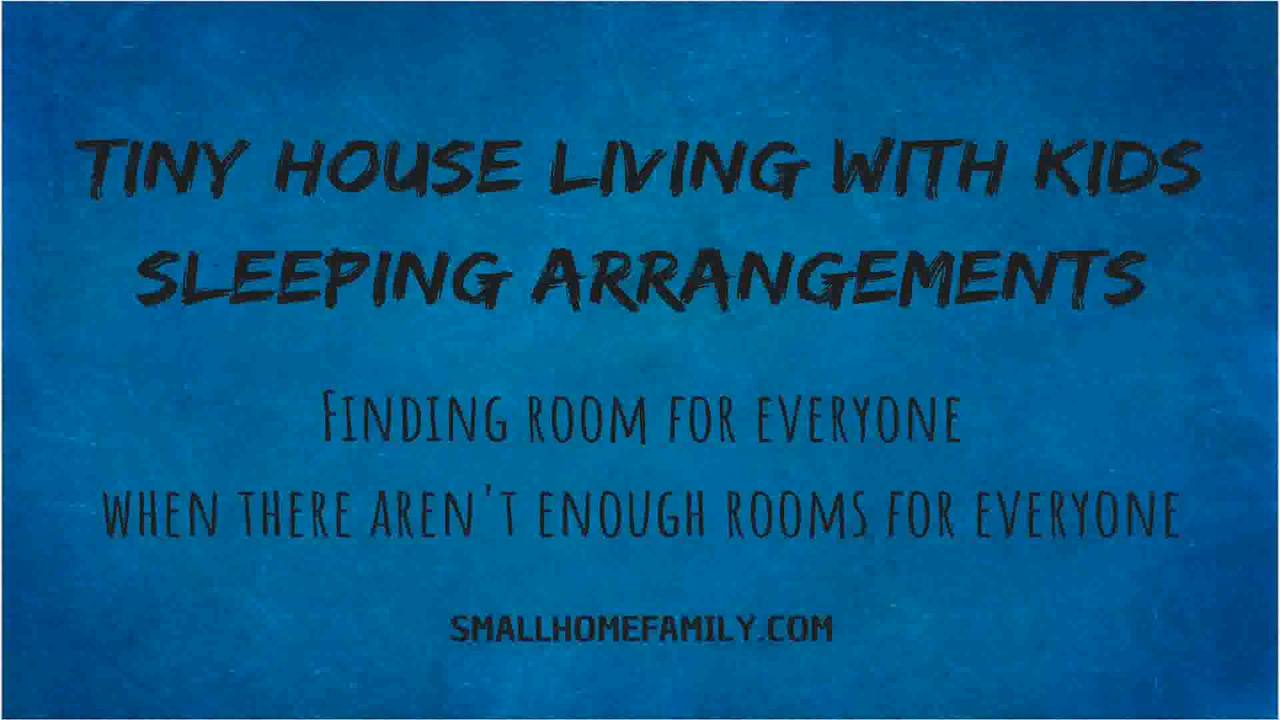 TINY HOUSE LIVING WITH KIDS
SLEEPING ARRANGEMENTS
FINDING ROOM FOR EVERYONE
WHEN THERE AREN'T ENOUGH ROOMS FOR EVERYONE
SMALLHOMEFAMILY.COM